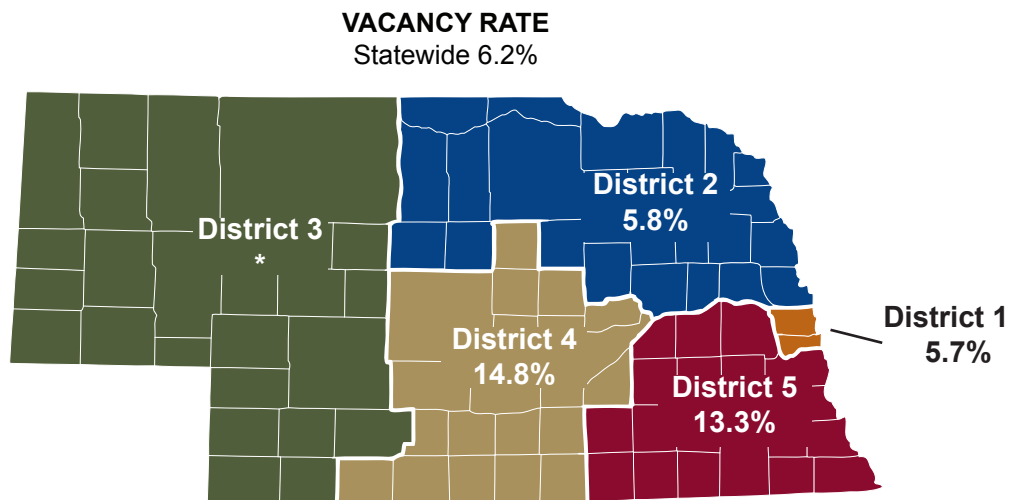 VACANCY RATE
Statewide 6.2%
District 2
5.8%
District 3
*
District 1
5.7%
District 4
14.8%
District 5
13.3%